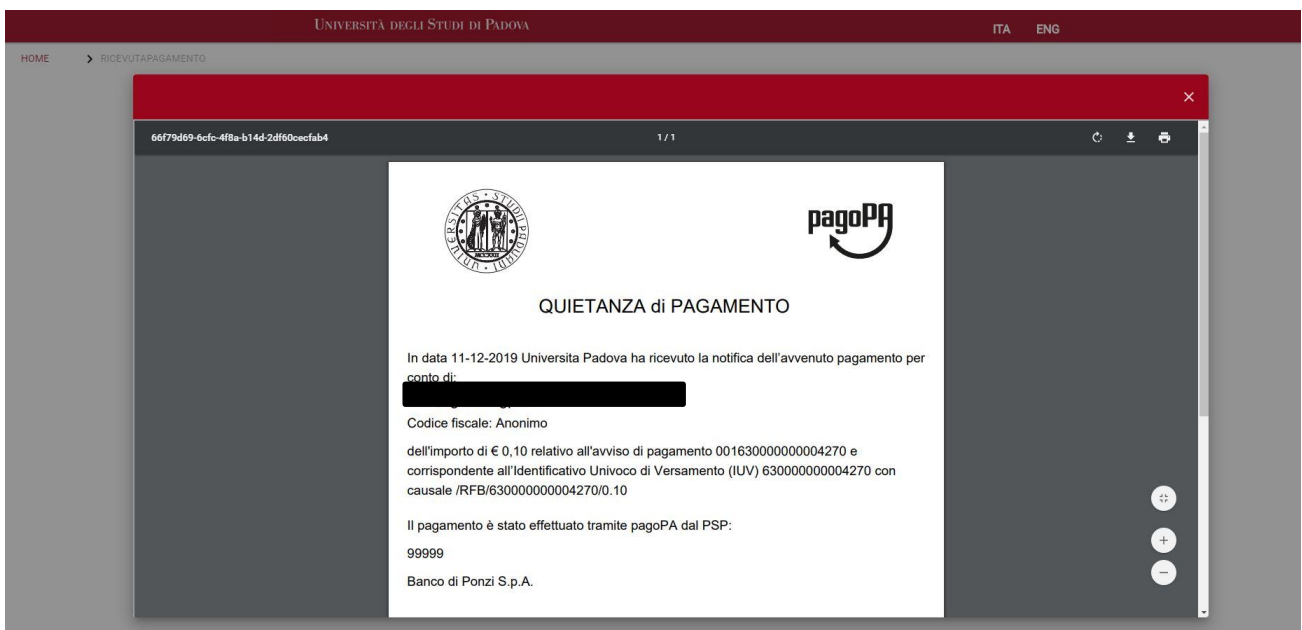 UNIVERSITÀ DEGLI STUDI DI PADOVA
ITA ENG
HOME > RICEVUTAPAGAMENTO
×
66f79d69-6cfc-4f8a-b14d-2df60cecfab4 1 / 1
UNIVERSITAS · STUDII PADUANI ·
MCCXXII
pagoPA
QUIETANZA di PAGAMENTO
In data 11-12-2019 Universita Padova ha ricevuto la notifica dell'avvenuto pagamento per
conto di:
Codice fiscale: Anonimo
dell'importo di € 0,10 relativo all'avviso di pagamento 001630000000004270 e
corrispondente all'Identificativo Univoco di Versamento (IUV) 630000000004270 con
causale /RFB/630000000004270/0.10
Il pagamento è stato effettuato tramite pagoPA dal PSP:
99999
Banco di Ponzi S.p.A.